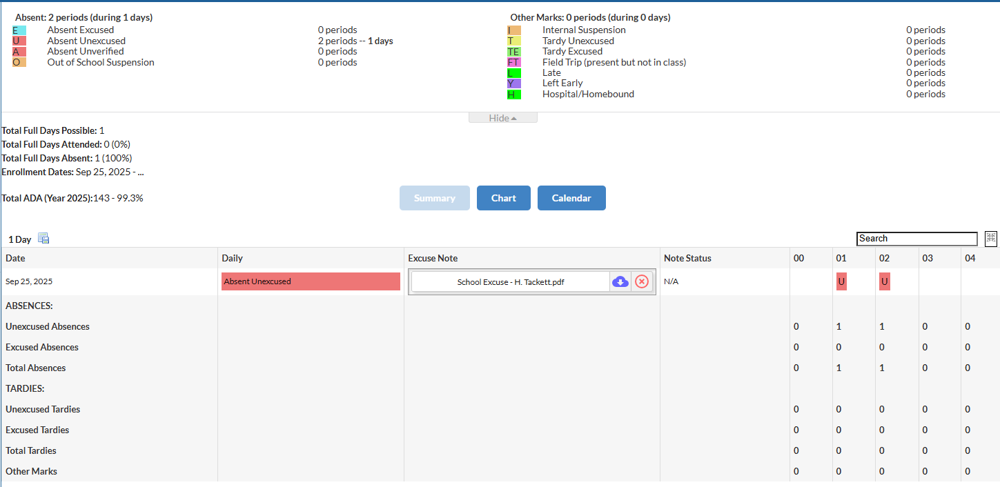 Absent: 2 periods (during 1 days)
E Absent Excused 0 periods
U Absent Unexcused 2 periods -- 1 days
A Absent Unverified 0 periods
O Out of School Suspension 0 periods
Other Marks: 0 periods (during 0 days)
I Internal Suspension 0 periods
T Tardy Unexcused 0 periods
TE Tardy Excused 0 periods
FT Field Trip (present but not in class) 0 periods
L Late 0 periods
Y Left Early 0 periods
H Hospital/Homebound 0 periods
Hide
Total Full Days Possible: 1
Total Full Days Attended: 0 (0%)
Total Full Days Absent: 1 (100%)
Enrollment Dates: Sep 25, 2025 - ...
Total ADA (Year 2025):143 - 99.3%
Summary Chart Calendar
1 Day Search
Date Daily Excuse Note Note Status 00 01 02 03 04
Sep 25, 2025 Absent Unexcused School Excuse - H. Tackett.pdf N/A U U
ABSENCES:
Unexcused Absences 0 1 1 0 0
Excused Absences 0 0 0 0 0
Total Absences 0 1 1 0 0
TARDIES:
Unexcused Tardies 0 0 0 0 0
Excused Tardies 0 0 0 0 0
Total Tardies 0 0 0 0 0
Other Marks 0 0 0 0 0